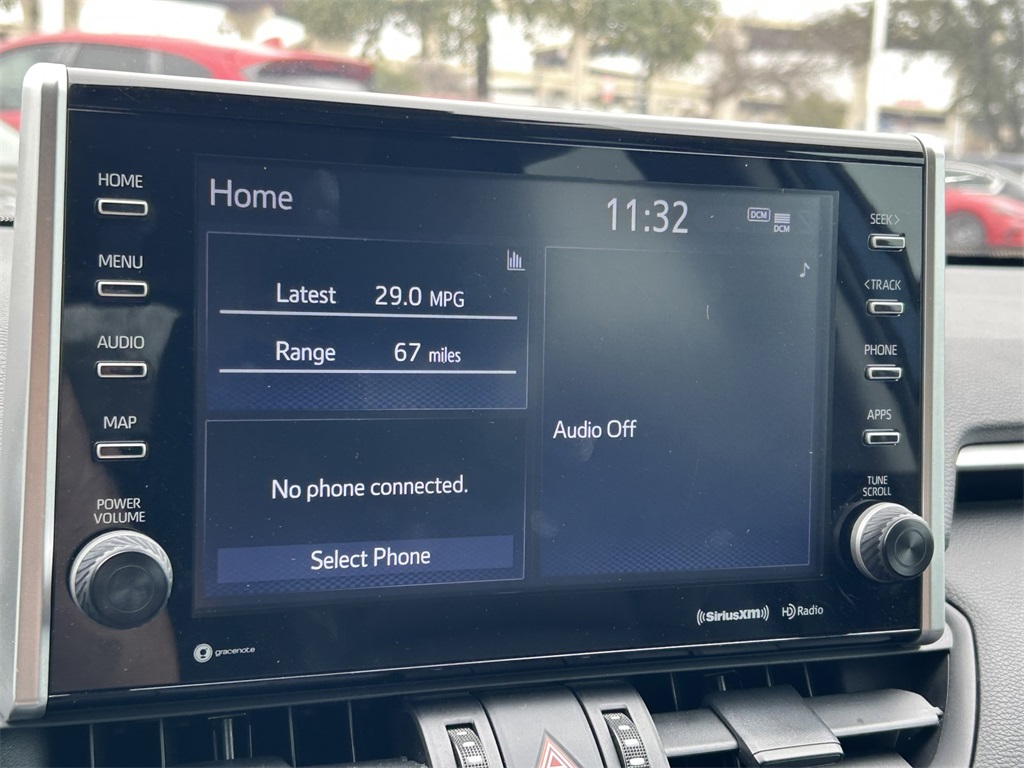 HOME
MENU
AUDIO
MAP
POWER
VOLUME
Home
11:32
DCM
DCM
Latest 29.0 MPG
Range 67 miles
No phone connected.
Select Phone
Audio Off
SEEK>
<TRACK
PHONE
APPS
TUNE
SCROLL
gracenote
((SiriusXM))
HD Radio